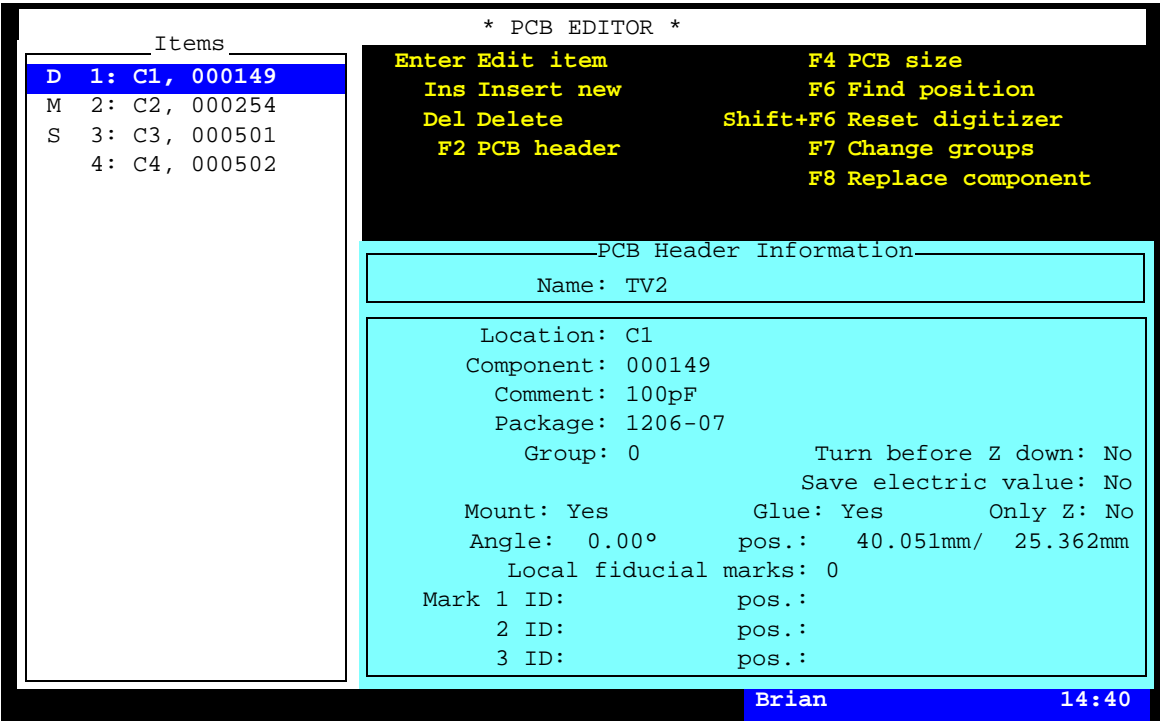 * PCB EDITOR *
Items
D 1: C1, 000149
M 2: C2, 000254
S 3: C3, 000501
4: C4, 000502
Enter Edit item F4 PCB size
Ins Insert new F6 Find position
Del Delete Shift+F6 Reset digitizer
F2 PCB header F7 Change groups
F8 Replace component
PCB Header Information
Name: TV2
Location: C1
Component: 000149
Comment: 100pF
Package: 1206-07
Group: 0 Turn before Z down: No
Save electric value: No
Mount: Yes Glue: Yes Only Z: No
Angle: 0.00° pos.: 40.051mm/ 25.362mm
Local fiducial marks: 0
Mark 1 ID: pos.:
2 ID: pos.:
3 ID: pos.:
Brian 14:40